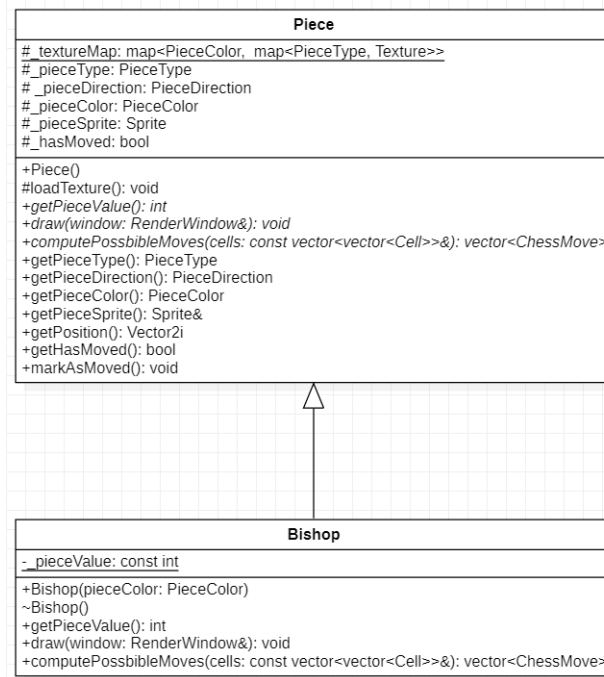 Piece
#_textureMap: map<PieceColor,  map<PieceType, Texture>>
#_pieceType: PieceType
# _pieceDirection: PieceDirection
#_pieceColor: PieceColor
#_pieceSprite: Sprite
#_hasMoved: bool
+Piece()
#loadTexture(): void
+getPieceValue(): int
+draw(window: RenderWindow&): void
+computePossbibleMoves(cells: const vector<vector<Cell>>&): vector<ChessMove>
+getPieceType(): PieceType
+getPieceDirection(): PieceDirection
+getPieceColor(): PieceColor
+getPieceSprite(): Sprite&
+getPosition(): Vector2i
+getHasMoved(): bool
+markAsMoved(): void
Bishop
-_pieceValue: const int
+Bishop(pieceColor: PieceColor)
~Bishop()
+getPieceValue(): int
+draw(window: RenderWindow&): void
+computePossbibleMoves(cells: const vector<vector<Cell>>&): vector<ChessMove>